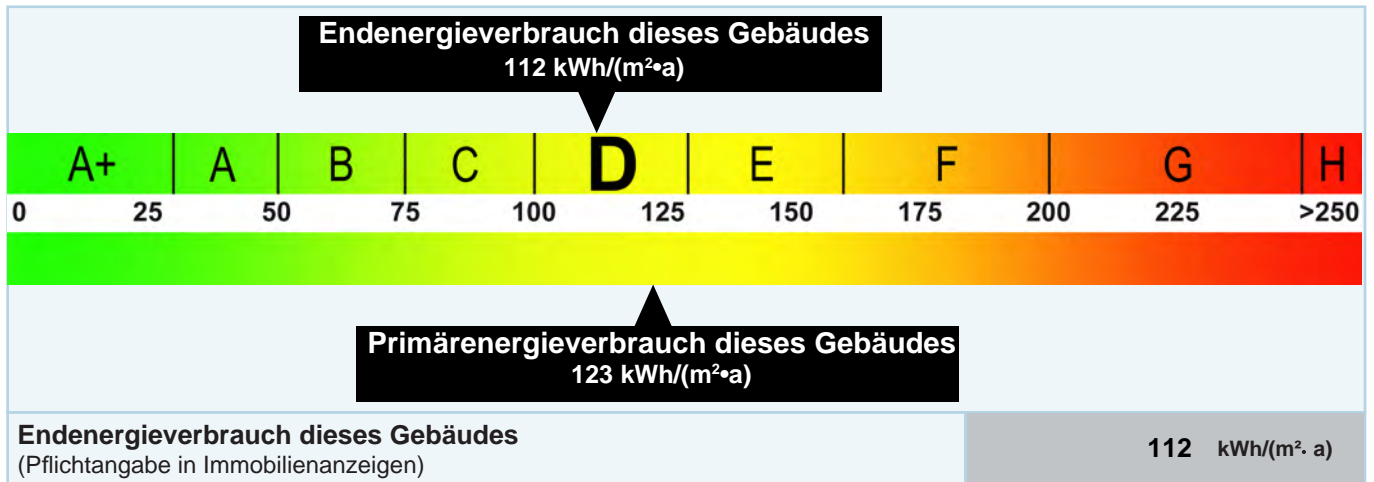 Endenergieverbrauch dieses Gebäudes
112 kWh/(m²•a)
A+ A B C D E F G H
0 25 50 75 100 125 150 175 200 225 >250
Primärenergieverbrauch dieses Gebäudes
123 kWh/(m²•a)
Endenergieverbrauch dieses Gebäudes
(Pflichtangabe in Immobilienanzeigen)
112 kWh/(m²· a)